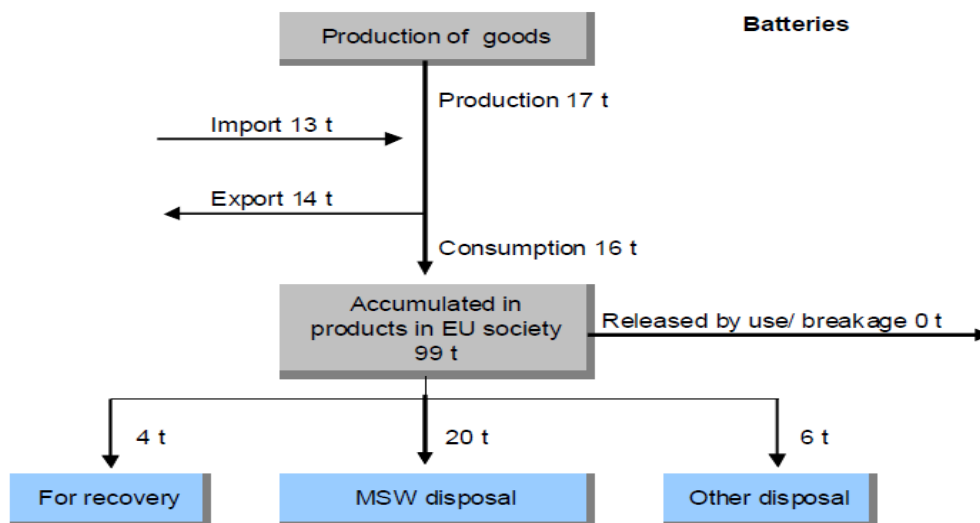 Batteries
Production of goods
Production 17 t
Import 13 t
Export 14 t
Consumption 16 t
Accumulated in
products in EU society
99 t
Released by use/ breakage 0 t
4 t
20 t
6 t
For recovery
MSW disposal
Other disposal